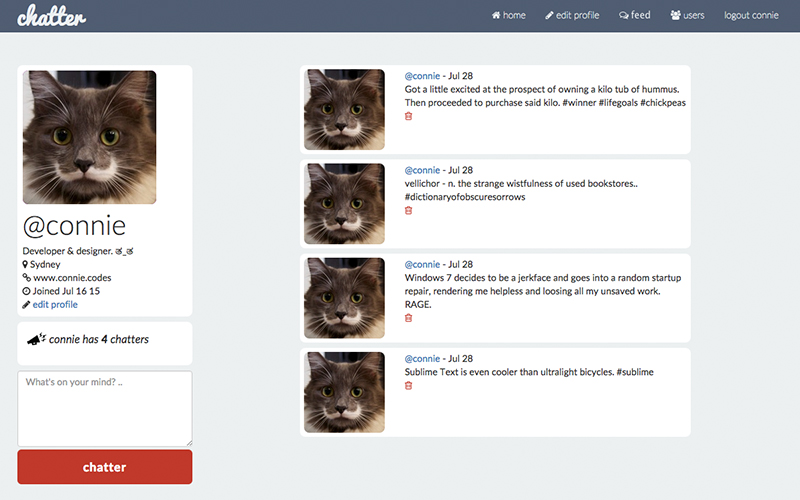 chatter
home
edit profile
feed
users
logout connie
@connie
Developer & designer. ಠ_ಠ
Sydney
www.connie.codes
Joined Jul 16 15
edit profile
connie has 4 chatters
What's on your mind? ..
chatter
@connie - Jul 28
Got a little excited at the prospect of owning a kilo tub of hummus.
Then proceeded to purchase said kilo. #winner #lifegoals #chickpeas
@connie - Jul 28
vellichor - n. the strange wistfulness of used bookstores..
#dictionaryofobscuresorrows
@connie - Jul 28
Windows 7 decides to be a jerkface and goes into a random startup
repair, rendering me helpless and loosing all my unsaved work.
RAGE.
@connie - Jul 28
Sublime Text is even cooler than ultralight bicycles. #sublime